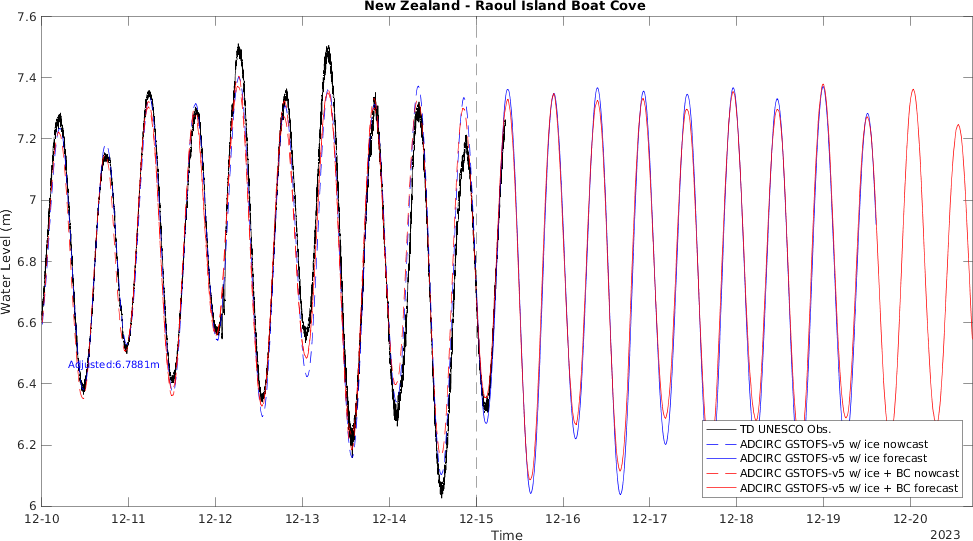 New Zealand - Raoul Island Boat Cove
7.6
7.4
7.2
7
6.8
6.6
6.4
6.2
6
Water Level (m)
Adjusted:6.7881m
TD UNESCO Obs.
ADCIRC GSTOFS-v5 w/ ice nowcast
ADCIRC GSTOFS-v5 w/ ice forecast
ADCIRC GSTOFS-v5 w/ ice + BC nowcast
ADCIRC GSTOFS-v5 w/ ice + BC forecast
12-10 12-11 12-12 12-13 12-14 12-15 12-16 12-17 12-18 12-19 12-20
Time
2023